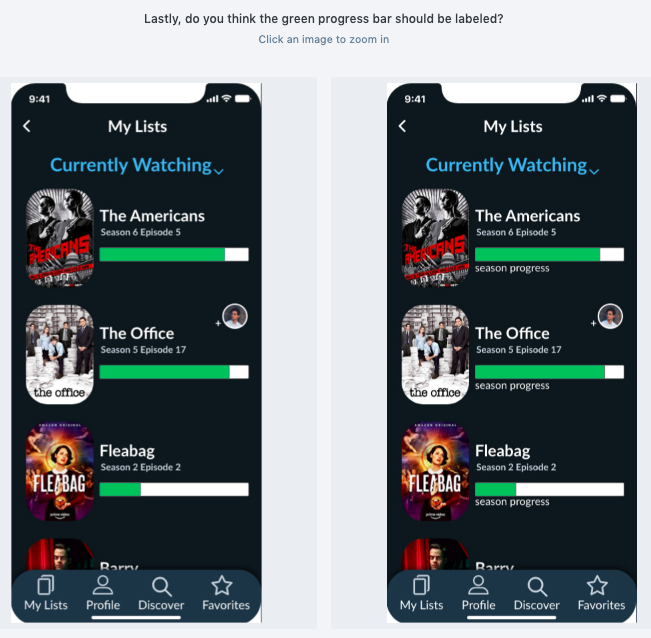 Lastly, do you think the green progress bar should be labeled?
Click an image to zoom in
9:41
My Lists
Currently Watching
THE AMERICANS
The Americans
Season 6 Episode 5
the office
+
The Office
Season 5 Episode 17
AMAZON ORIGINAL
FLEABAG
prime video
Fleabag
Season 2 Episode 2
Barry
My Lists Profile Discover Favorites
9:41
My Lists
Currently Watching
THE AMERICANS
The Americans
Season 6 Episode 5
season progress
the office
+
The Office
Season 5 Episode 17
season progress
AMAZON ORIGINAL
FLEABAG
prime video
Fleabag
Season 2 Episode 2
season progress
Barry
My Lists Profile Discover Favorites